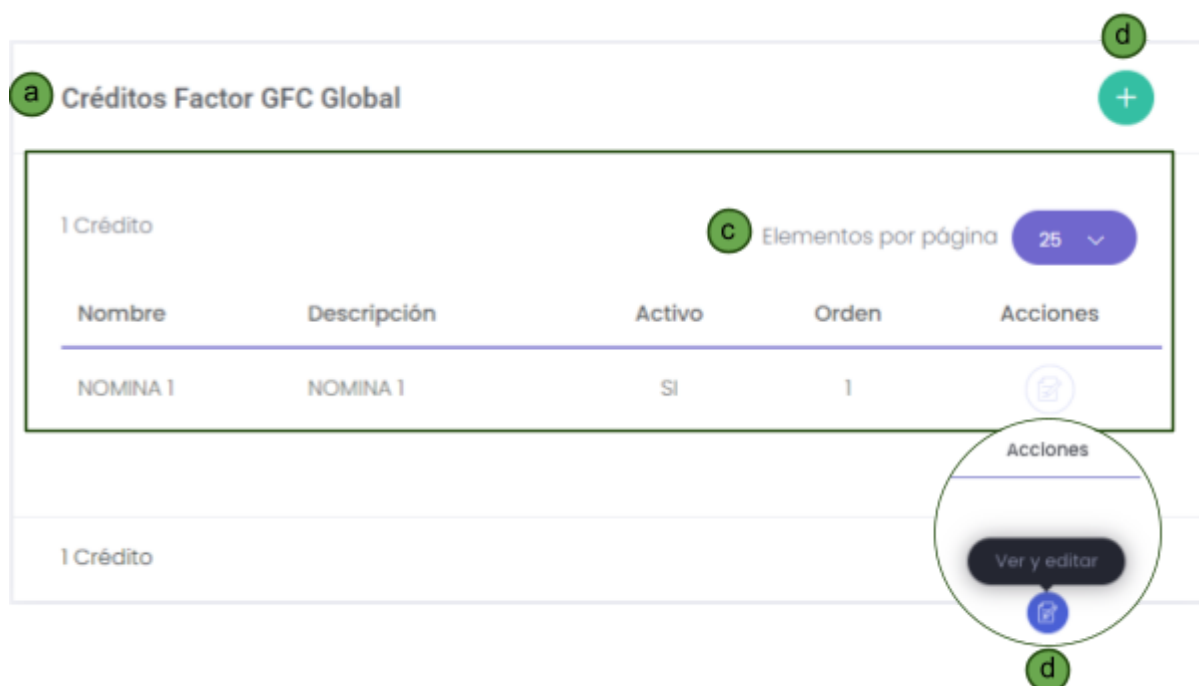 d
a Créditos Factor GFC Global +
1 Crédito
c Elementos por página 25
Nombre Descripción Activo Orden Acciones
NOMINA 1 NOMINA 1 SI 1
Acciones
Ver y editar
1 Crédito
d